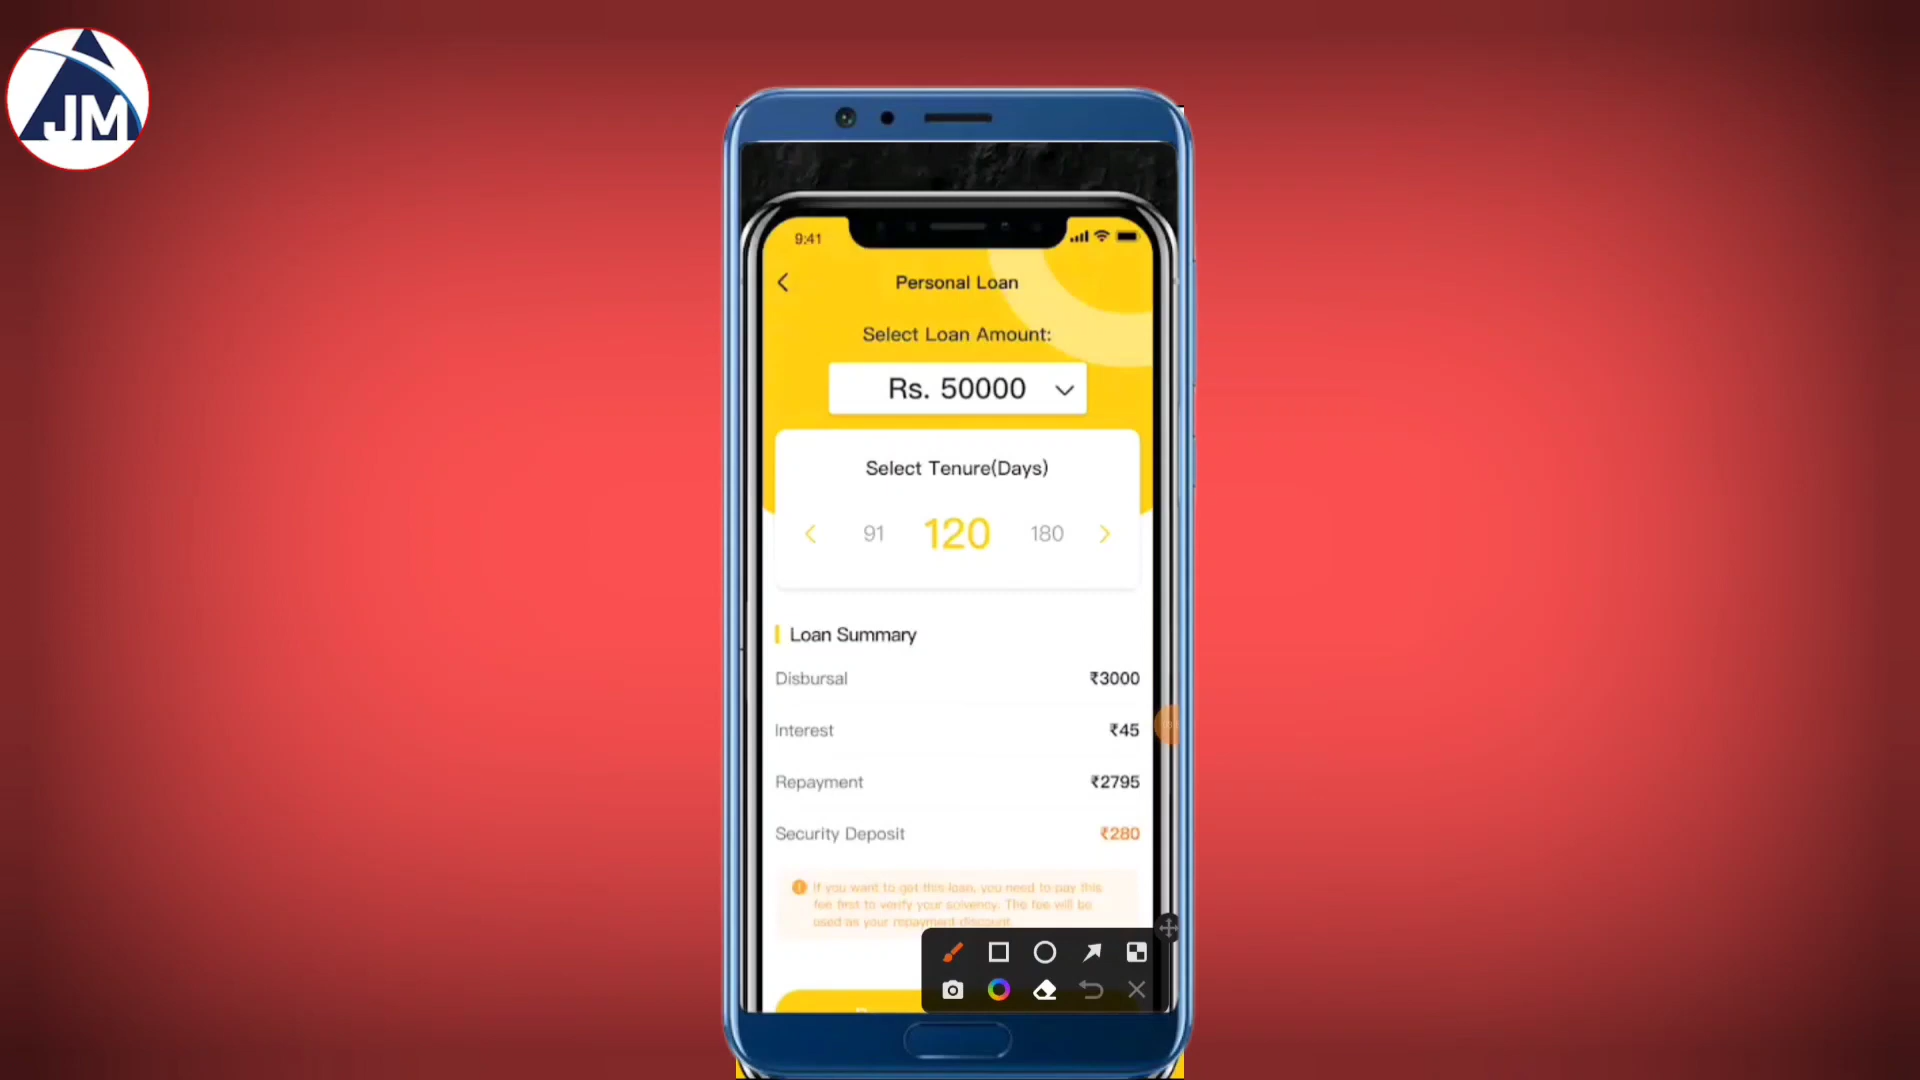 JM
9:41
Personal Loan
Select Loan Amount:
Rs. 50000
Select Tenure(Days)
91 120 180
Loan Summary
Disbursal ₹3000
Interest ₹45
Repayment ₹2795
Security Deposit ₹280
If you want to get this loan, you need to pay this
fee first to verify your solvency. The fee will be
used as your repayment discount.